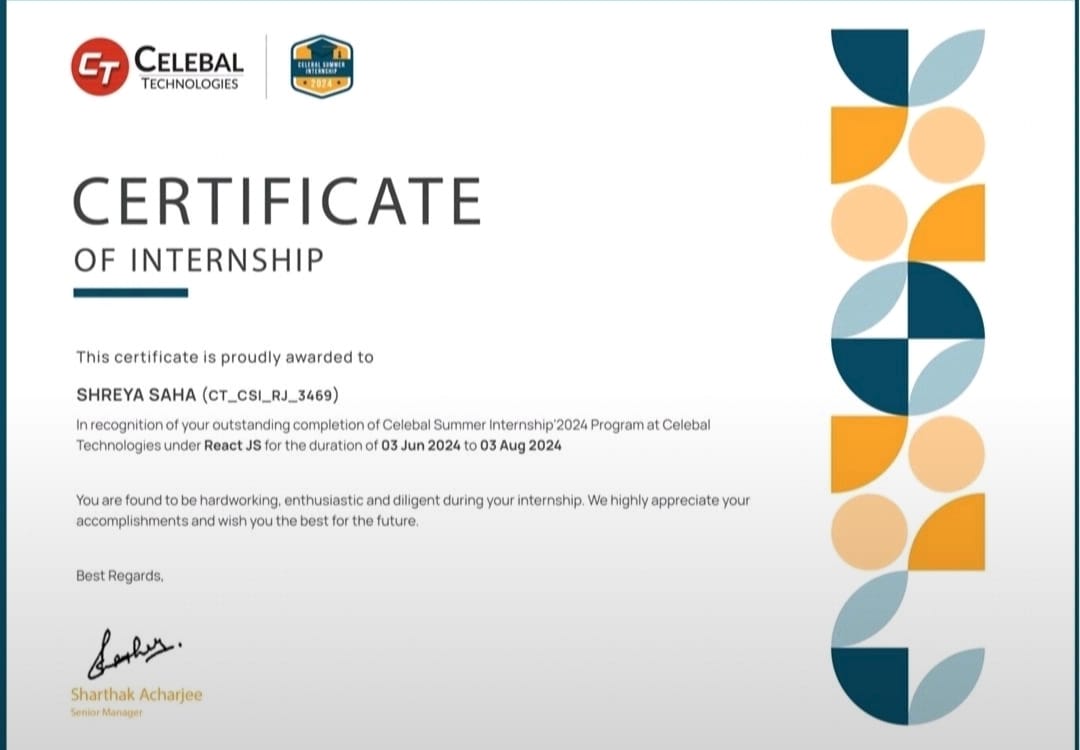 CT CELEBAL
TECHNOLOGIES
CELEBAL SUMMER
INTERNSHIP
2024
CERTIFICATE
OF INTERNSHIP
This certificate is proudly awarded to
SHREYA SAHA (CT_CSI_RJ_3469)
In recognition of your outstanding completion of Celebal Summer Internship'2024 Program at Celebal
Technologies under React JS for the duration of 03 Jun 2024 to 03 Aug 2024
You are found to be hardworking, enthusiastic and diligent during your internship. We highly appreciate your
accomplishments and wish you the best for the future.
Best Regards,
Sharthak Acharjee
Senior Manager